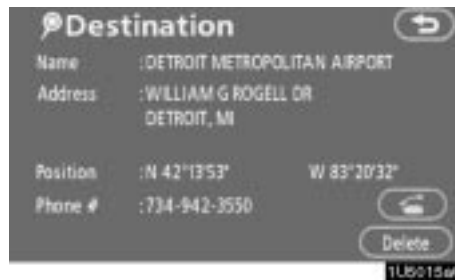 Destination
Name :DETROIT METROPOLITAN AIRPORT
Address :WILLIAM G ROGELL DR
DETROIT, MI
Position :N 42°13'53" W 83°20'32"
Phone # :734-942-3550
Delete
1U5015a